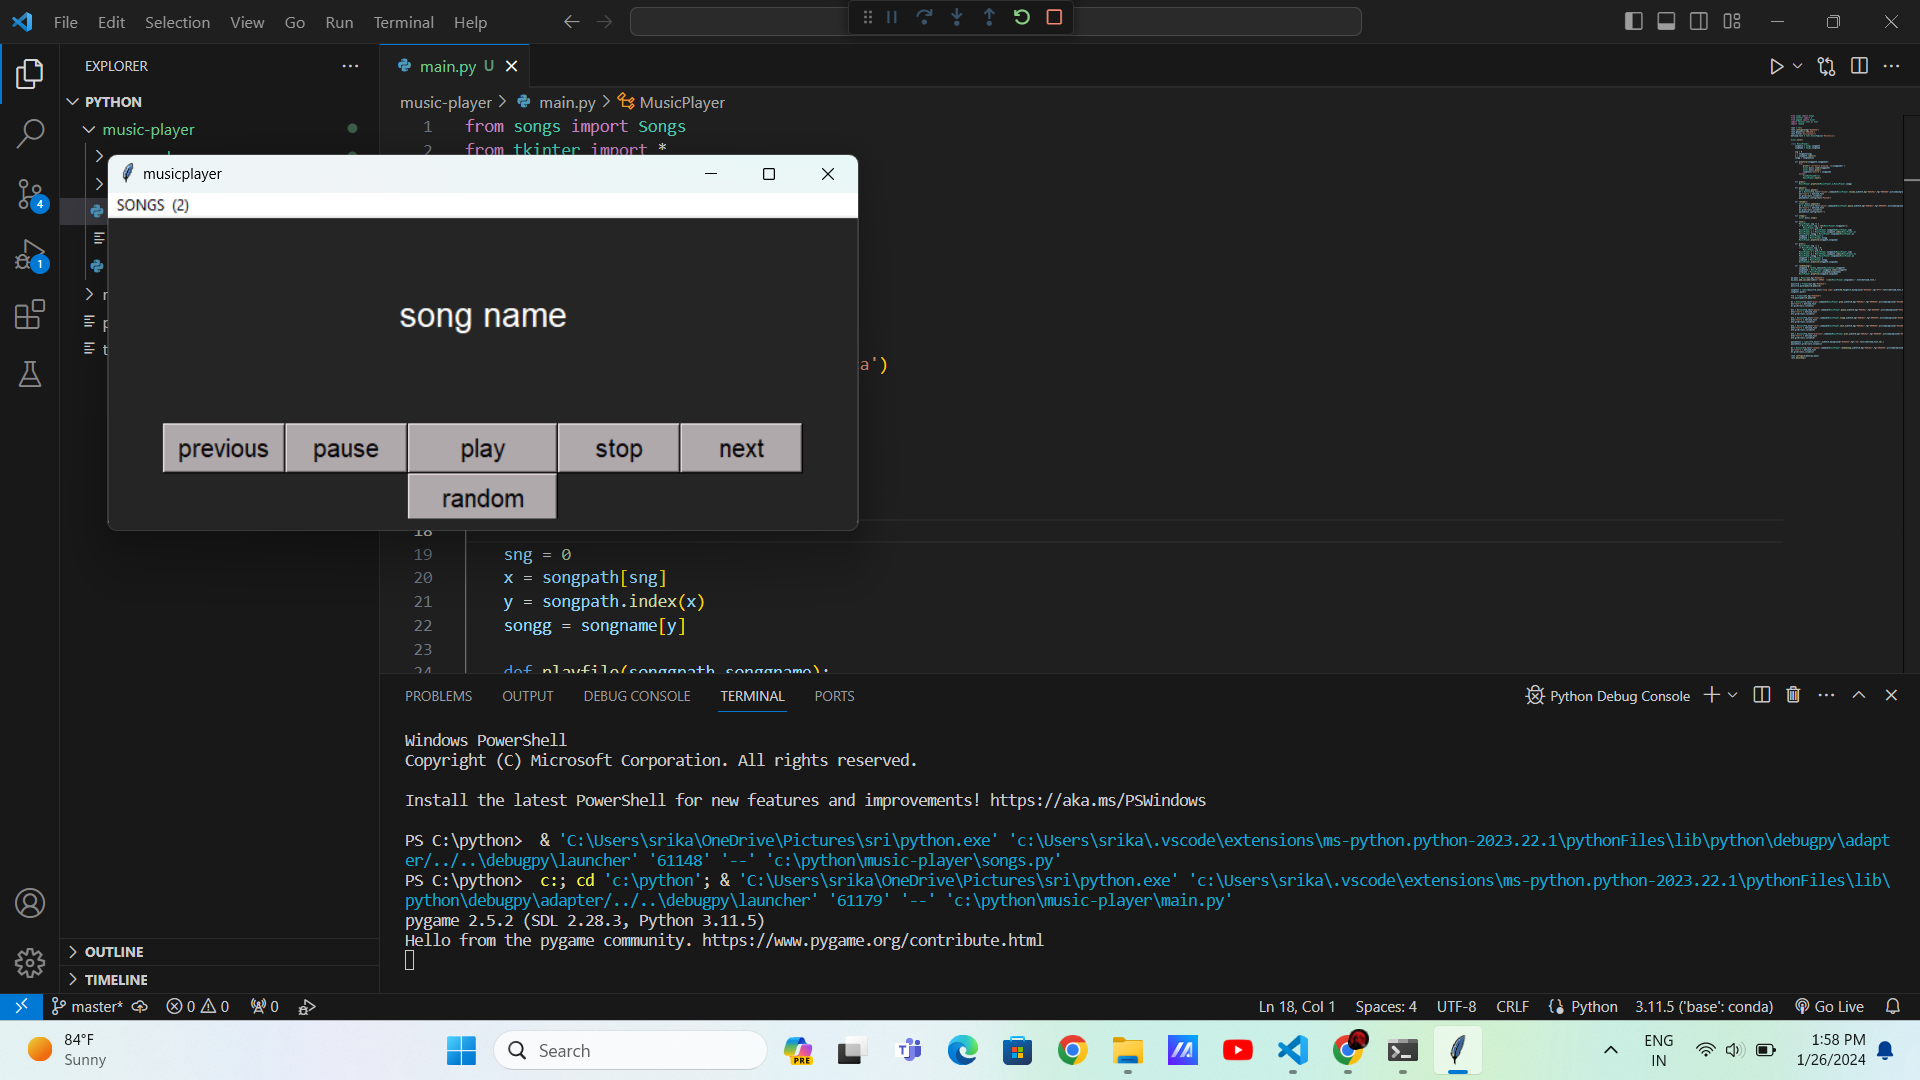 File Edit Selection View Go Run Terminal Help
EXPLORER
PYTHON
music-player
4
1
OUTLINE
TIMELINE
main.py U
music-player > main.py > MusicPlayer
1 from songs import Songs
2 from tkinter import *
musicplayer
SONGS (2)
song name
previous pause play stop next
random
a')
18
19 sng = 0
20 x = songpath[sng]
21 y = songpath.index(x)
22 songg = songname[y]
23
24 def playfile(songgpath,songgname):
PROBLEMS OUTPUT DEBUG CONSOLE TERMINAL PORTS
Python Debug Console
Windows PowerShell
Copyright (C) Microsoft Corporation. All rights reserved.
Install the latest PowerShell for new features and improvements! https://aka.ms/PSWindows
PS C:\python>  & 'C:\Users\srika\OneDrive\Pictures\sri\python.exe' 'c:\Users\srika\.vscode\extensions\ms-python.python-2023.22.1\pythonFiles\lib\python\debugpy\adapt
er/../..\debugpy\launcher' '61148' '--' 'c:\python\music-player\songs.py'
PS C:\python>  c:; cd 'c:\python'; & 'C:\Users\srika\OneDrive\Pictures\sri\python.exe' 'c:\Users\srika\.vscode\extensions\ms-python.python-2023.22.1\pythonFiles\lib\
python\debugpy\adapter/../..\debugpy\launcher' '61179' '--' 'c:\python\music-player\main.py'
pygame 2.5.2 (SDL 2.28.3, Python 3.11.5)
Hello from the pygame community. https://www.pygame.org/contribute.html
master* 0 0 0
Ln 18, Col 1 Spaces: 4 UTF-8 CRLF Python 3.11.5 ('base': conda) Go Live
84°F
Sunny
Search
PRE
ENG
IN
1:58 PM
1/26/2024